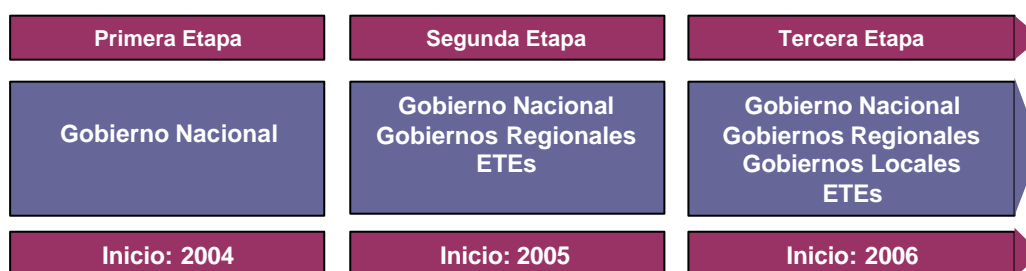 Primera Etapa
Segunda Etapa
Tercera Etapa
Gobierno Nacional
Gobierno Nacional
Gobiernos Regionales
ETEs
Gobierno Nacional
Gobiernos Regionales
Gobiernos Locales
ETEs
Inicio: 2004
Inicio: 2005
Inicio: 2006